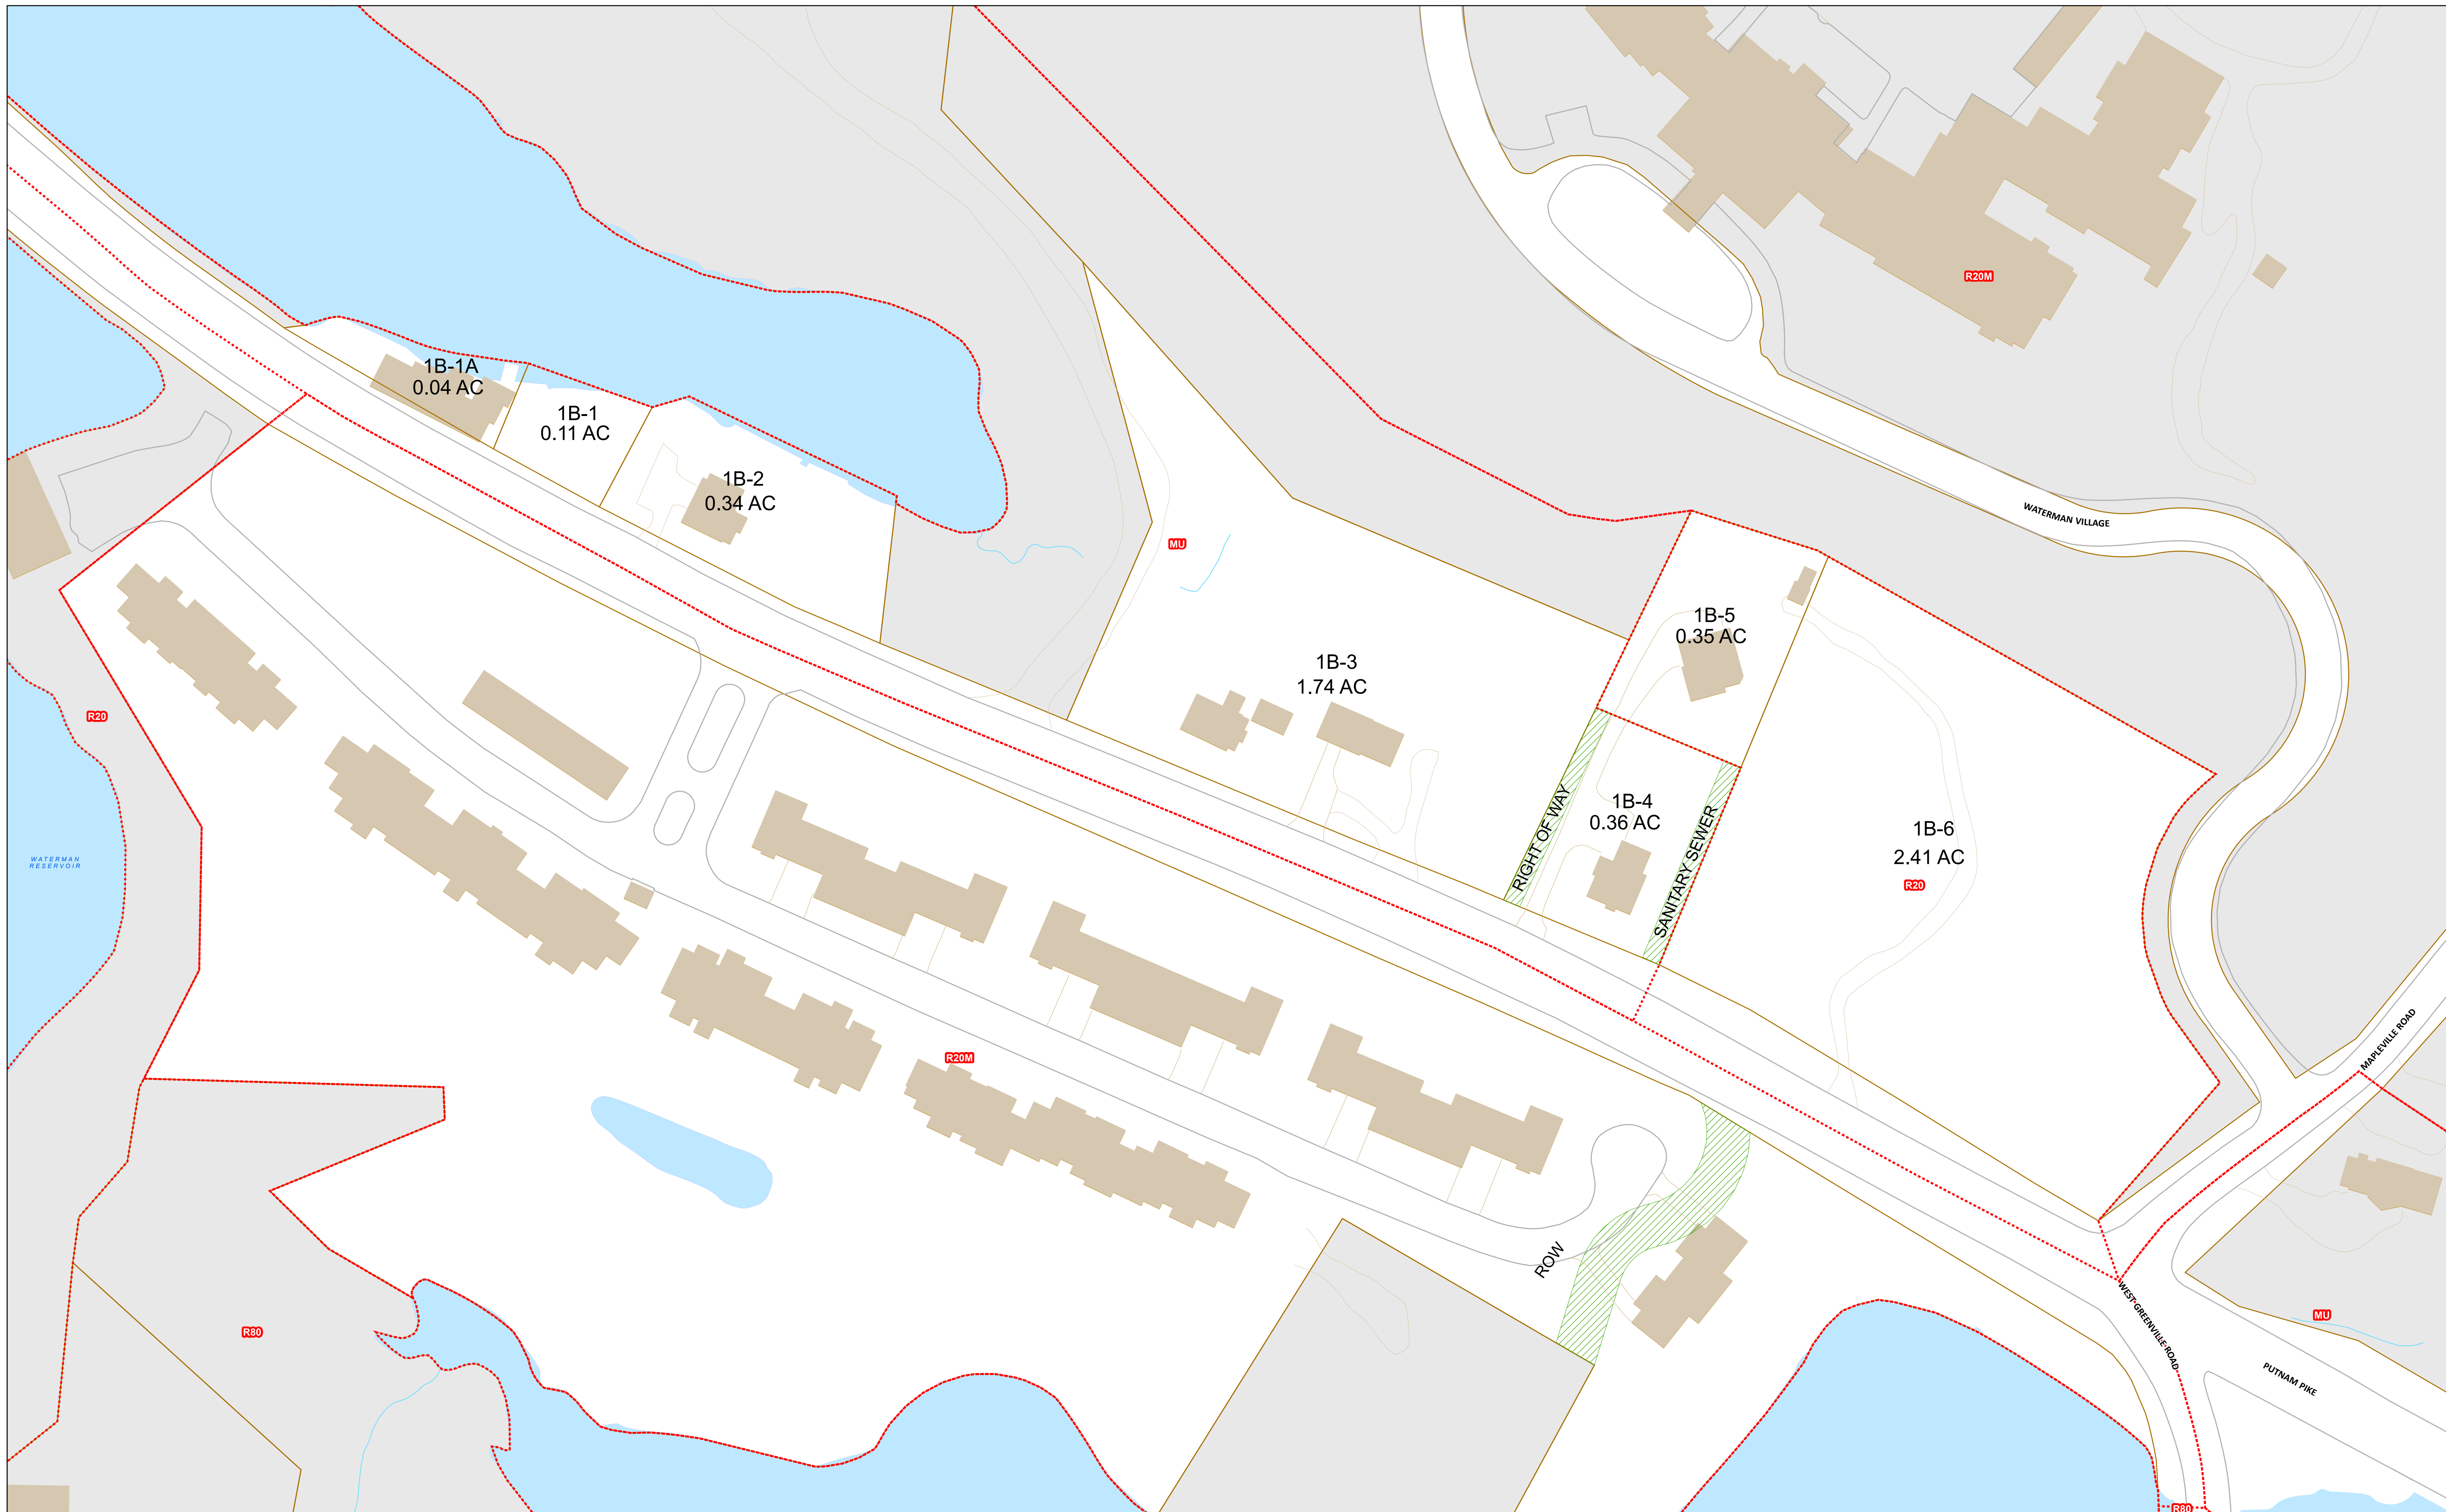 R20M
1B-1A
0.04 AC
1B-1
0.11 AC
1B-2
0.34 AC
WATERMAN VILLAGE
MU
1B-5
0.35 AC
1B-3
1.74 AC
R20
1B-4
0.36 AC
RIGHT OF WAY
SANITARY SEWER
1B-6
2.41 AC
R20
WATERMAN
RESERVOIR
MAPLEVILLE ROAD
R20M
ROW
WEST GREENVILLE ROAD
MU
R80
PUTNAM PIKE
R80